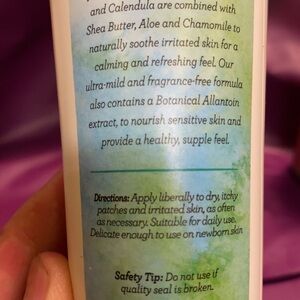 and Calendula are combined with
Shea Butter, Aloe and Chamomile to
naturally soothe irritated skin for a
calming and refreshing feel. Our
ultra-mild and fragrance-free formula
also contains a Botanical Allantoin
extract, to nourish sensitive skin and
provide a healthy, supple feel.
Directions: Apply liberally to dry, itchy
patches and irritated skin, as often
as necessary. Suitable for daily use.
Delicate enough to use on newborn skin
Safety Tip: Do not use if
quality seal is broken.